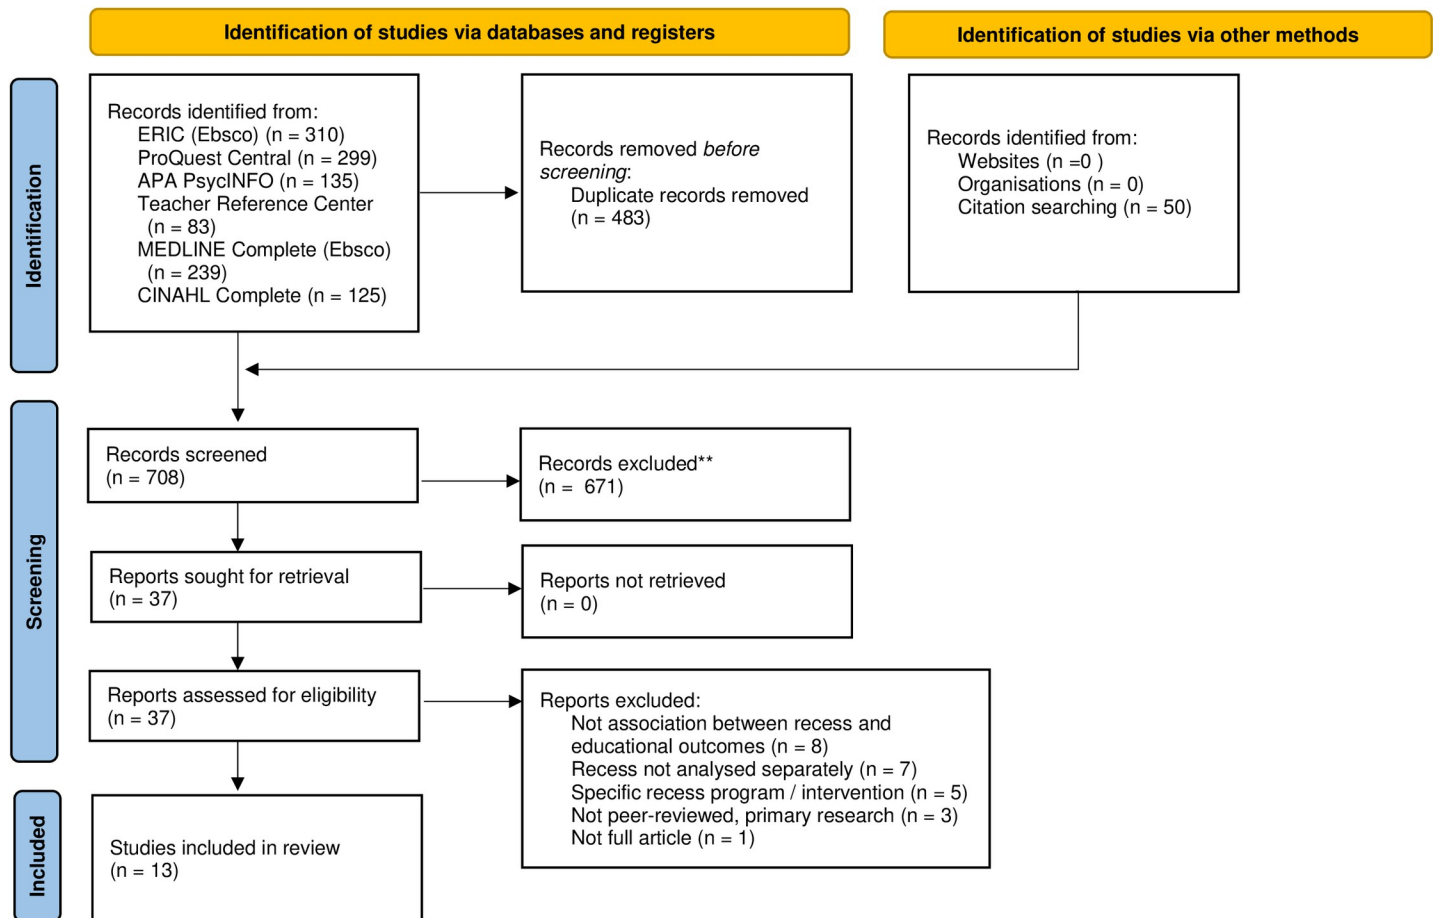 Identification of studies via databases and registers
Identification of studies via other methods
Identification
Records identified from:
ERIC (Ebsco) (n = 310)
ProQuest Central (n = 299)
APA PsycINFO (n = 135)
Teacher Reference Center
(n = 83)
MEDLINE Complete (Ebsco)
(n = 239)
CINAHL Complete (n = 125)
Records removed before
screening:
Duplicate records removed
(n = 483)
Records identified from:
Websites (n =0 )
Organisations (n = 0)
Citation searching (n = 50)
Screening
Records screened
(n = 708)
Records excluded**
(n =  671)
Reports sought for retrieval
(n = 37)
Reports not retrieved
(n = 0)
Reports assessed for eligibility
(n = 37)
Reports excluded:
Not association between recess and
educational outcomes (n = 8)
Recess not analysed separately (n = 7)
Specific recess program / intervention (n = 5)
Not peer-reviewed, primary research (n = 3)
Not full article (n = 1)
Included
Studies included in review
(n = 13)